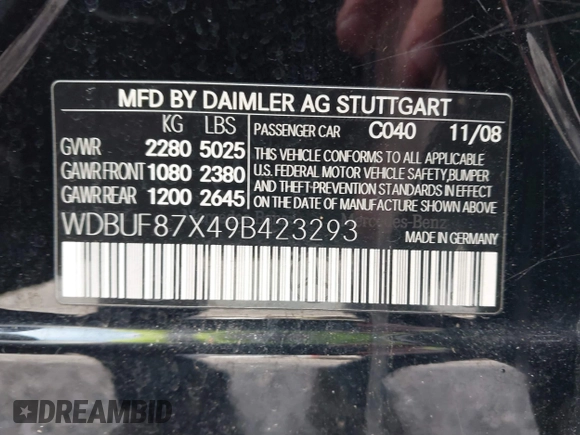 MFD BY DAIMLER AG STUTTGART
KG LBS PASSENGER CAR C040 11/08
GVWR 2280 5025 THIS VEHICLE CONFORMS TO ALL APPLICABLE
U.S. FEDERAL MOTOR VEHICLE SAFETY, BUMPER
GAWR FRONT 1080 2380 AND THEFT-PREVENTION STANDARDS IN EFFECT
GAWR REAR 1200 2645 ON THE DATE OF MANUFACTURE SHOWN ABOVE.
Mercedes-Benz
WDBUF87X49B423293 MADE IN GERMANY
DREAMBID